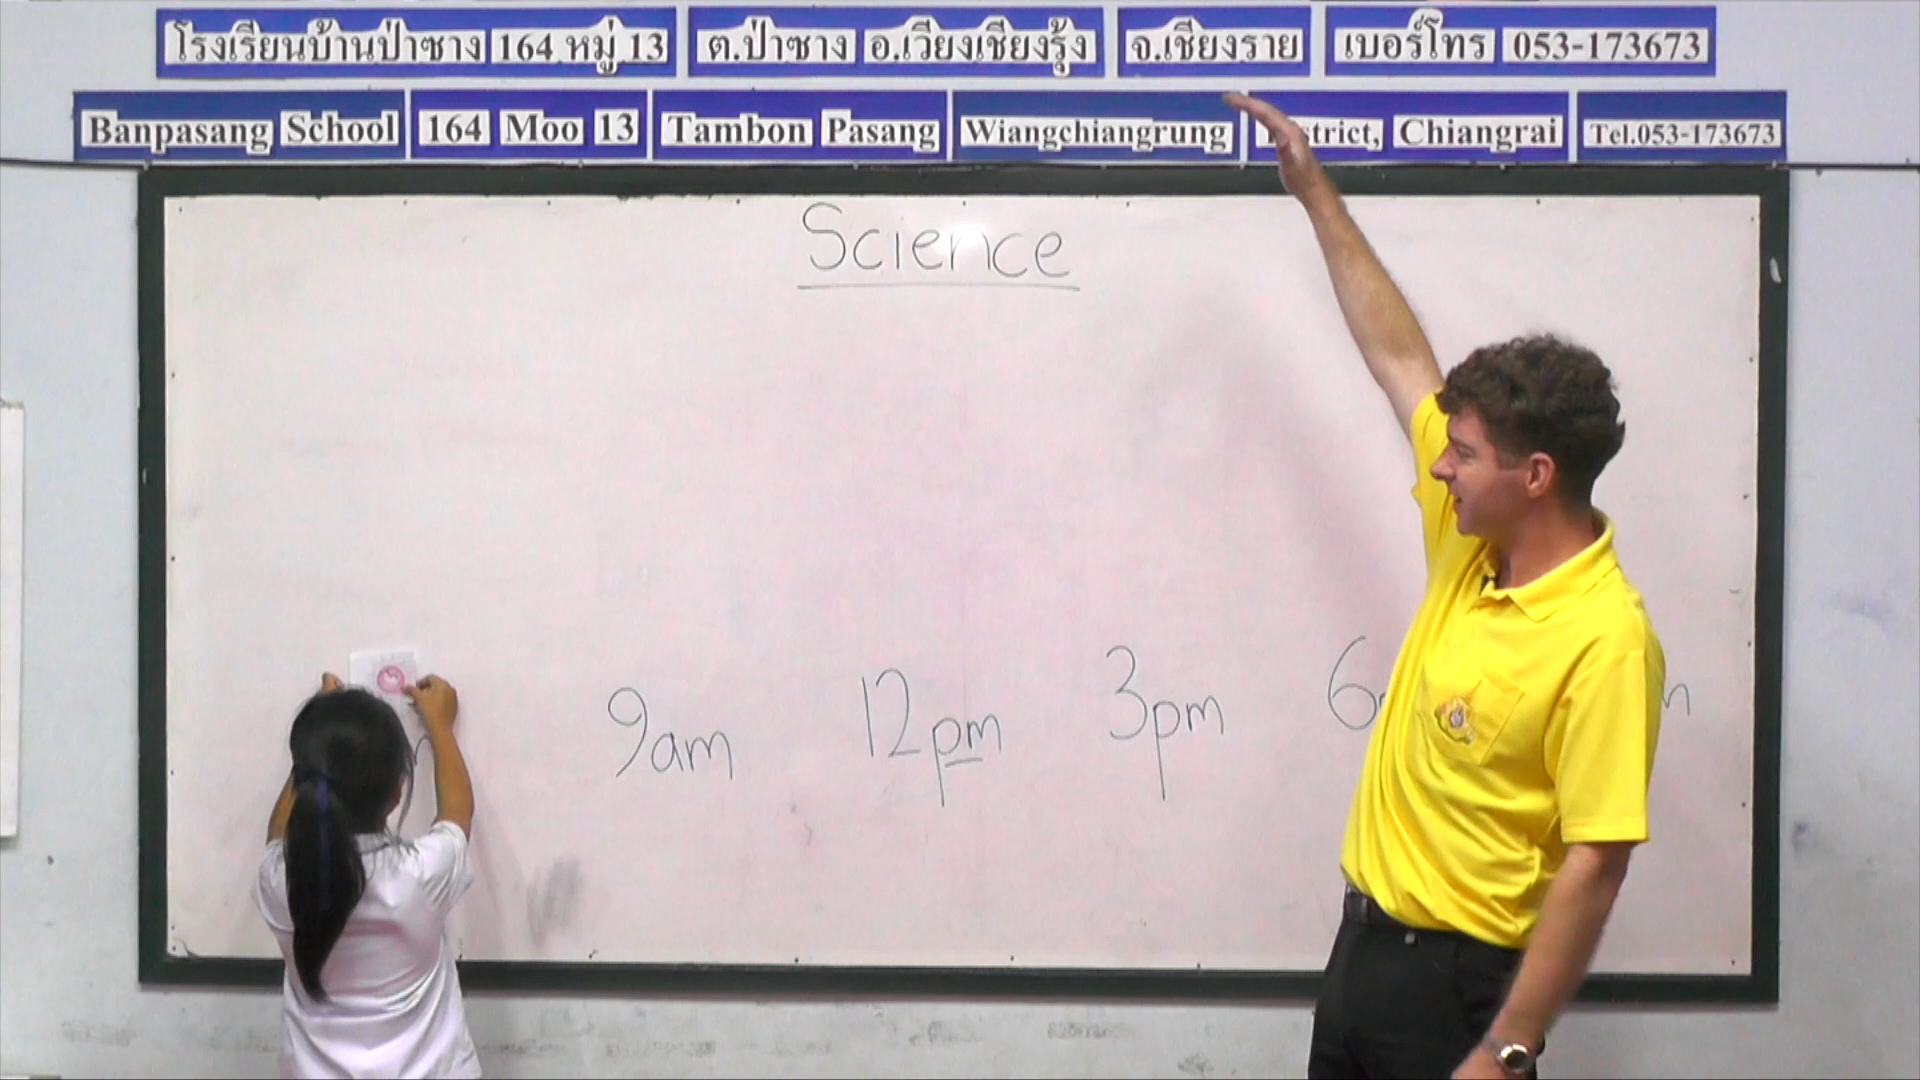 โรงเรียนบ้านป่าซาง 164 หมู่ 13 ต.ป่าซาง อ.เวียงเชียงรุ้ง จ.เชียงราย เบอร์โทร 053-173673
Banpasang School 164 Moo 13 Tambon Pasang Wiangchiangrung District, Chiangrai Tel.053-173673
Science
9am 12pm 3pm 6